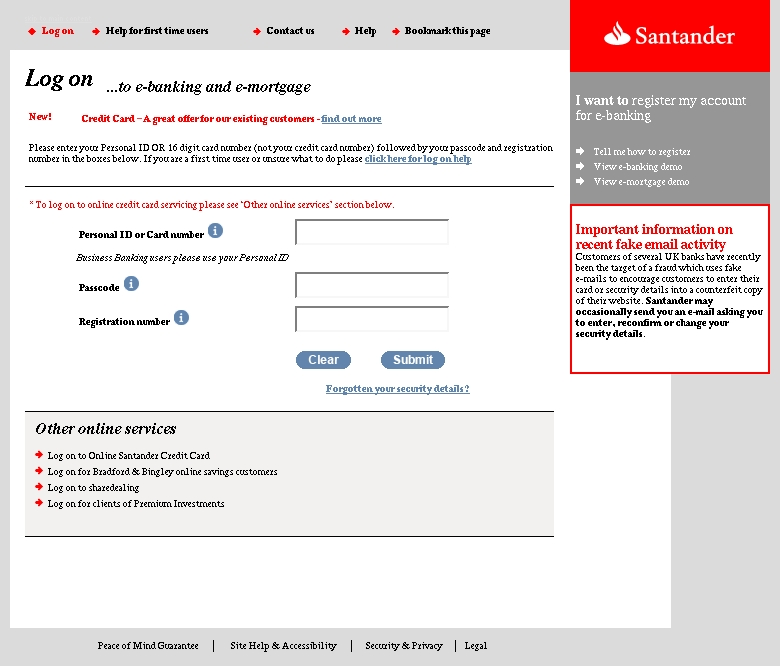 Log on
Help for first time users
Contact us
Help
Bookmark this page
Santander
Log on ...to e-banking and e-mortgage
New! Credit Card – A great offer for our existing customers - find out more
Please enter your Personal ID OR 16 digit card number (not your credit card number) followed by your passcode and registration
number in the boxes below. If you are a first time user or unsure what to do please click here for log on help
* To log on to online credit card servicing please see 'Other online services' section below.
Personal ID or Card number i
Business Banking users please use your Personal ID
Passcode i
Registration number i
Clear
Submit
Forgotten your security details?
Other online services
Log on to Online Santander Credit Card
Log on for Bradford & Bingley online savings customers
Log on to sharedealing
Log on for clients of Premium Investments
I want to register my account
for e-banking
Tell me how to register
View e-banking demo
View e-mortgage demo
Important information on
recent fake email activity
Customers of several UK banks have recently
been the target of a fraud which uses fake
e-mails to encourage customers to enter their
card or security details into a counterfeit copy
of their website. Santander may
occasionally send you an e-mail asking you
to enter, reconfirm or change your
security details.
Peace of Mind Guarantee | Site Help & Accessibility | Security & Privacy | Legal